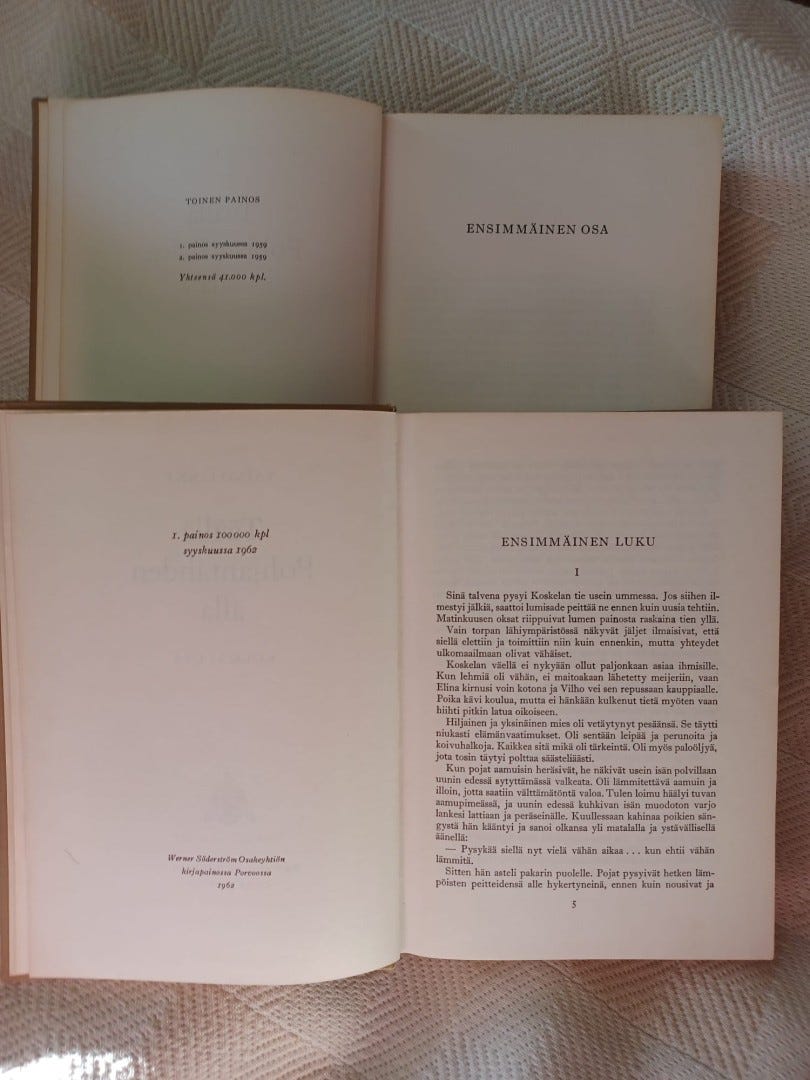 TOINEN PAINOS
1. painos syyskuussa 1959
2. painos syyskuussa 1959
Yhteensä 41.000 kpl.
ENSIMMÄINEN OSA
1. painos 100000 kpl
syyskuussa 1962
Werner Söderström Osakeyhtiön
kirjapainossa Porvoossa
1962
ENSIMMÄINEN LUKU
I
Sinä talvena pysyi Koskelan tie usein ummessa. Jos siihen il-
mestyi jälkiä, saattoi lumisade peittää ne ennen kuin uusia tehtiin.
Matinkuusen oksat riippuivat lumen painosta raskaina tien yllä.
Vain torpan lähiympäristössä näkyvät jäljet ilmaisivat, että
siellä elettiin ja toimittiin niin kuin ennenkin, mutta yhteydet
ulkomaailmaan olivat vähäiset.
Koskelan väellä ei nykyään ollut paljonkaan asiaa ihmisille.
Kun lehmiä oli vähän, ei maitoakaan lähetetty meijeriin, vaan
Elina kirnusi voin kotona ja Vilho vei sen repussaan kauppiaalle.
Poika kävi koulua, mutta ei hänkään kulkenut tietä myöten vaan
hiihti pitkin latua oikoiseen.
Hiljainen ja yksinäinen mies oli vetäytynyt pesäänsä. Se täytti
niukasti elämänvaatimukset. Oli sentään leipää ja perunoita ja
koivuhalkoja. Kaikkea sitä mikä oli tärkeintä. Oli myös paloöljyä,
jota tosin täytyi polttaa säästeliäästi.
Kun pojat aamuisin heräsivät, he näkivät usein isän polvillaan
uunin edessä sytyttämässä valkeata. Oli lämmitettävä aamuin ja
illoin, jotta saatiin välttämätöntä valoa. Tulen loimu häälyi tuvan
aamupimeässä, ja uunin edessä kuhkivan isän muodoton varjo
lankesi lattiaan ja peräseinälle. Kuullessaan kahinaa poikien sän-
gystä hän kääntyi ja sanoi olkansa yli matalalla ja ystävällisellä
äänellä:
— Pysykää siellä nyt vielä vähän aikaa... kun ehtii vähän
lämmitä.
Sitten hän asteli pakarin puolelle. Pojat pysyivät hetken läm-
pöisten peitteidensä alle hykertyneinä, ennen kuin nousivat ja
5